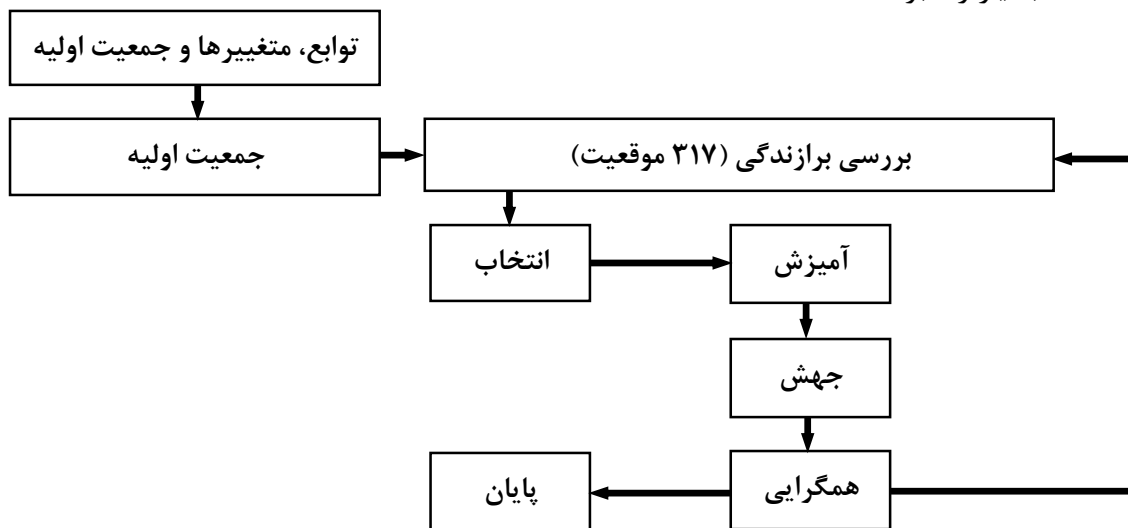 توابع، متغییرها و جمعیت اولیه
جمعیت اولیه
بررسی برازندگی (۳۱۷ موقعیت)
انتخاب
آمیزش
جهش
همگرایی
پایان